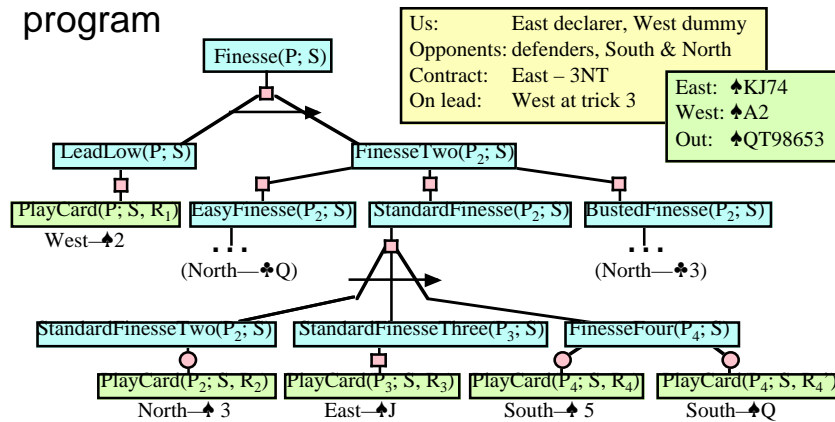 program
Us: East declarer, West dummy
Opponents: defenders, South & North
Contract: East – 3NT
On lead: West at trick 3
East: ♠KJ74
West: ♠A2
Out: ♠QT98653
Finesse(P; S)
LeadLow(P; S)
FinesseTwo(P2; S)
PlayCard(P; S, R1)
EasyFinesse(P2; S)
StandardFinesse(P2; S)
BustedFinesse(P2; S)
West—♠2
... ...
(North—♣Q)
(North—♣3)
StandardFinesseTwo(P2; S)
StandardFinesseThree(P3; S)
FinesseFour(P4; S)
PlayCard(P2; S, R2)
PlayCard(P3; S, R3)
PlayCard(P4; S, R4)
PlayCard(P4; S, R4)
North—♠3
East—♠J
South—♠5
South—♠Q